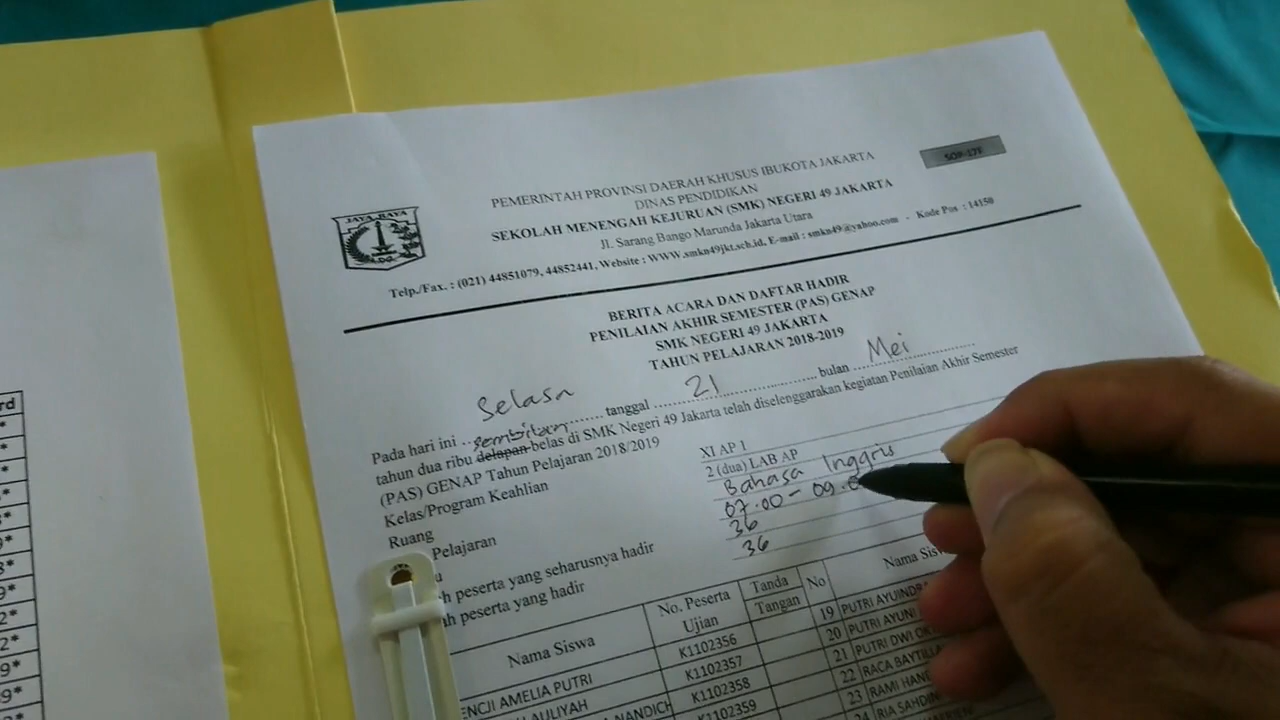 SOP-17F
PEMERINTAH PROVINSI DAERAH KHUSUS IBUKOTA JAKARTA
DINAS PENDIDIKAN
SEKOLAH MENENGAH KEJURUAN (SMK) NEGERI 49 JAKARTA
Jl. Sarang Bango Marunda Jakarta Utara
Telp./Fax. : (021) 44851079, 44852441, Website : WWW.smkn49jkt.sch.id, E-mail : smkn49@yahoo.com - Kode Pos : 14150
JAYA RAYA
BERITA ACARA DAN DAFTAR HADIR
PENILAIAN AKHIR SEMESTER (PAS) GENAP
SMK NEGERI 49 JAKARTA
TAHUN PELAJARAN 2018-2019
Pada hari ini Selasa tanggal 21 bulan Mei
tahun dua ribu delapan sembilan belas di SMK Negeri 49 Jakarta telah diselenggarakan kegiatan Penilaian Akhir Semester
(PAS) GENAP Tahun Pelajaran 2018/2019
Kelas/Program Keahlian XI AP 1
Ruang 2 (dua) LAB AP
Pelajaran Bahasa Inggris
07.00 - 09.
peserta yang seharusnya hadir 36
peserta yang hadir 36
Nama Siswa No. Peserta Ujian Tanda Tangan No Nama
ENCJI AMELIA PUTRI K1102356 19 PUTRI
AULIYAH K1102357 20 PUTRI AYUNI
K1102358 21 PUTRI DWI
K1102359 22 RACA
23 RAMI
24 RIA